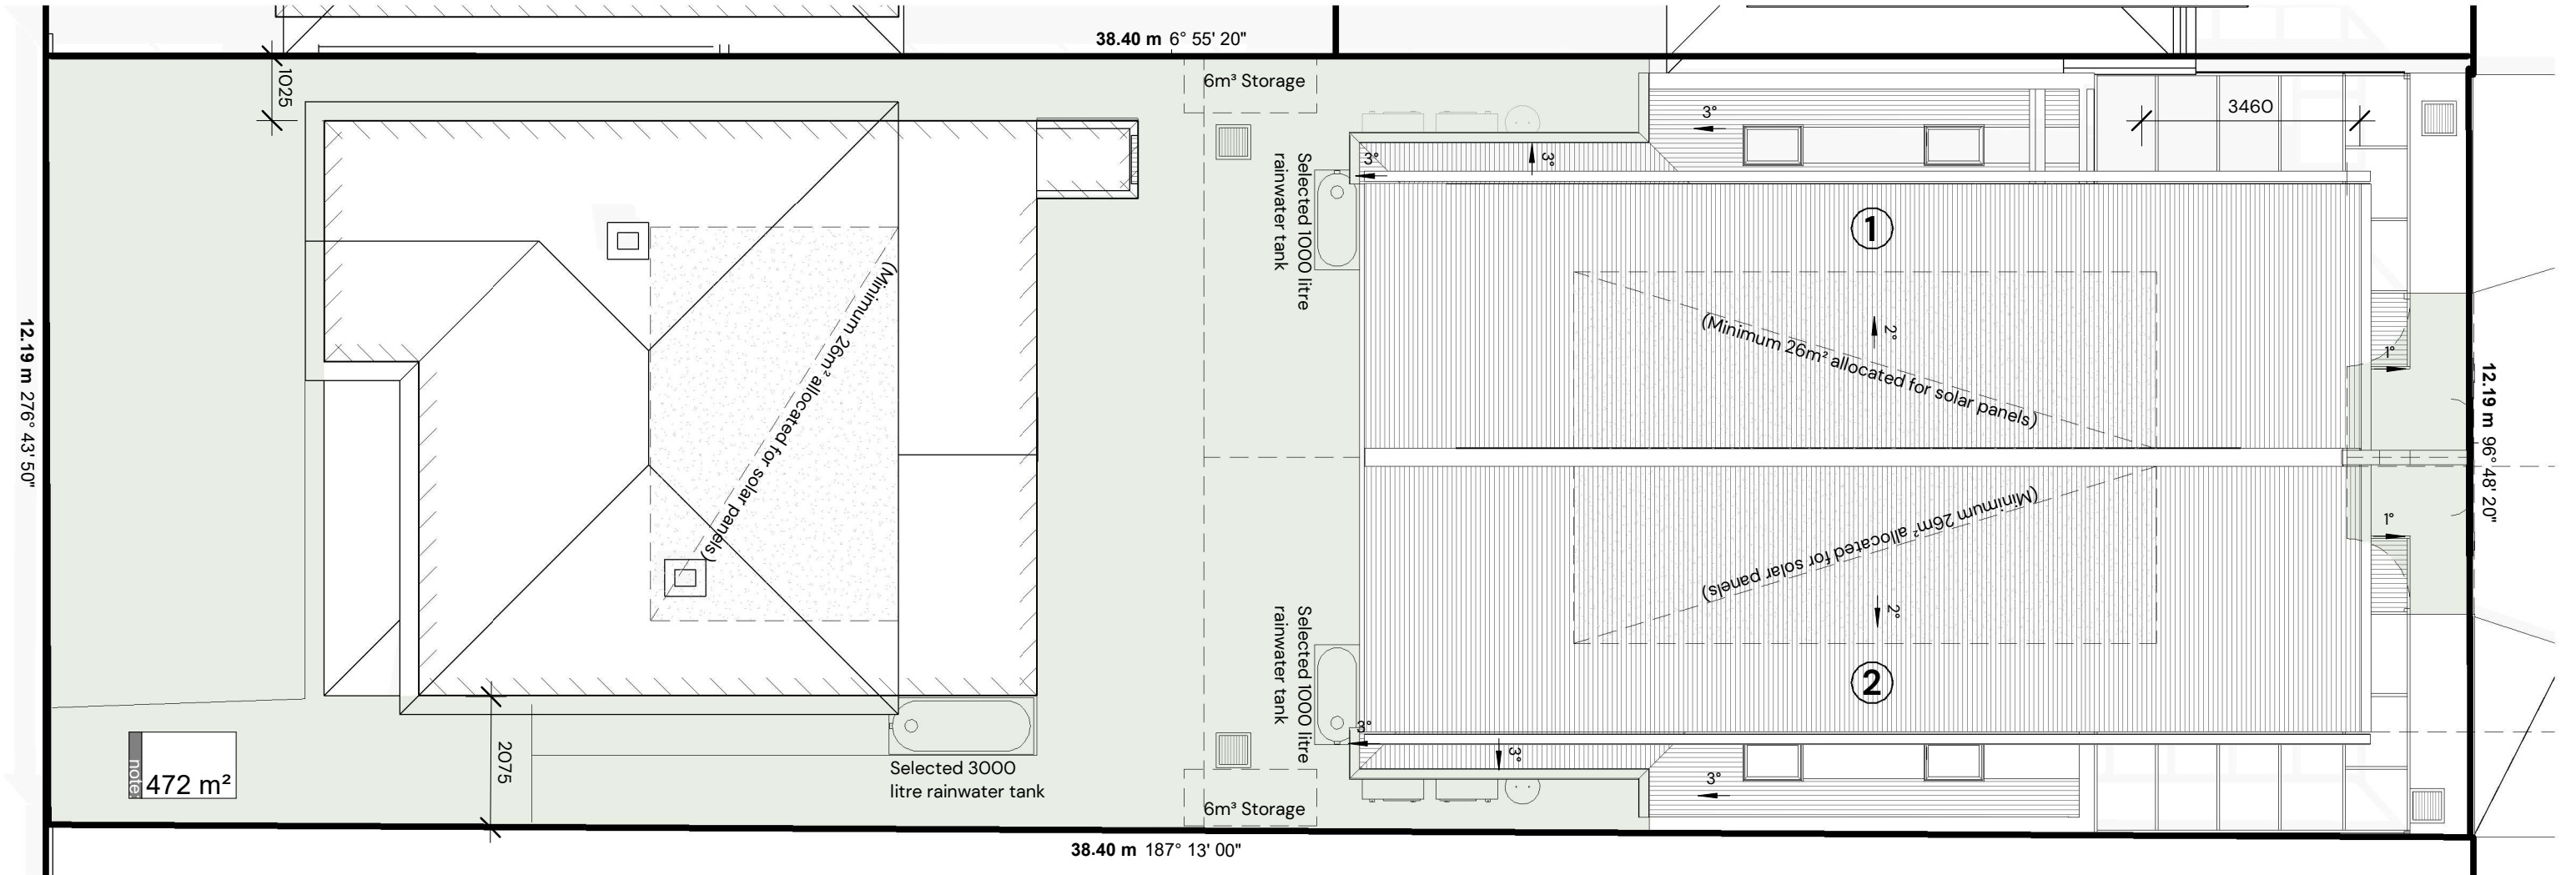 38.40 m 6° 55' 20"
1025
6m³ Storage
3°
3460
3°
3°
Selected 1000 litre
rainwater tank
1
(Minimum 26m² allocated for solar panels)
2°
(Minimum 26m² allocated for solar panels)
1°
12.19 m 276° 43' 50"
12.19 m 96° 48' 20"
(Minimum 26m² allocated for solar panels)
1°
2°
Selected 1000 litre
rainwater tank
2
3°
3°
3°
2075
note:
472 m²
Selected 3000
litre rainwater tank
6m³ Storage
38.40 m 187° 13' 00"